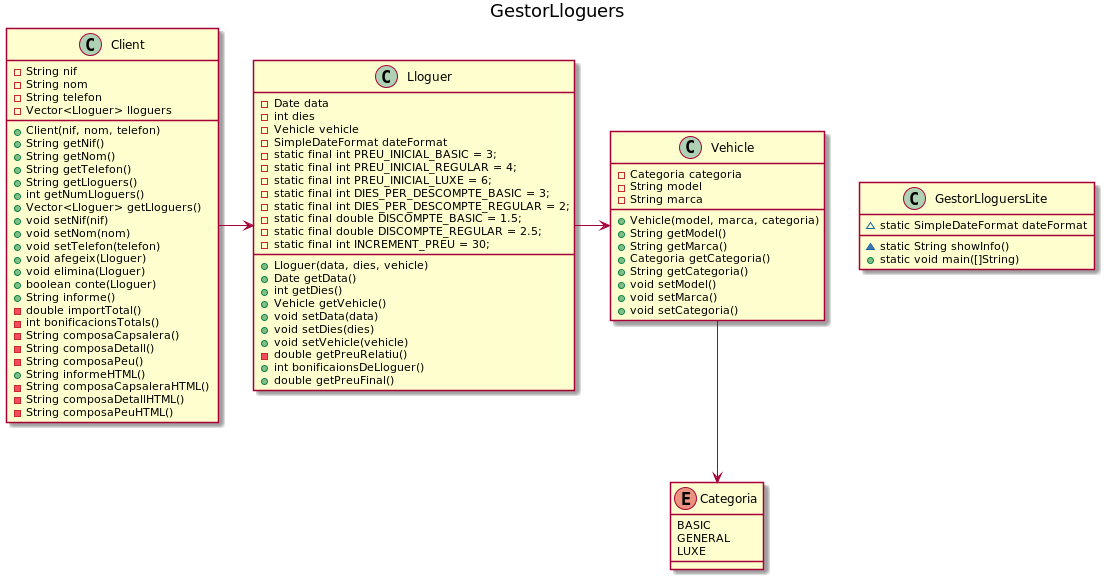 GestorLloguers
C Client
String nif
String nom
String telefon
Vector<Lloguer> lloguers
Client(nif, nom, telefon)
String getNif()
String getNom()
String getTelefon()
String getLloguers()
int getNumLloguers()
Vector<Lloguer> getLloguers()
void setNif(nif)
void setNom(nom)
void setTelefon(telefon)
void afegeix(Lloguer)
void elimina(Lloguer)
boolean conte(Lloguer)
String informe()
double importTotal()
int bonificacionsTotals()
String composaCapsalera()
String composaDetall()
String composaPeu()
String informeHTML()
String composaCapsaleraHTML()
String composaDetallHTML()
String composaPeuHTML()
C Lloguer
Date data
int dies
Vehicle vehicle
SimpleDateFormat dateFormat
static final int PREU_INICIAL_BASIC = 3;
static final int PREU_INICIAL_REGULAR = 4;
static final int PREU_INICIAL_LUXE = 6;
static final int DIES_PER_DESCOMPTE_BASIC = 3;
static final int DIES_PER_DESCOMPTE_REGULAR = 2;
static final double DISCOMPTE_BASIC = 1.5;
static final double DISCOMPTE_REGULAR = 2.5;
static final int INCREMENT_PREU = 30;
Lloguer(data, dies, vehicle)
Date getData()
int getDies()
Vehicle getVehicle()
void setData(data)
void setDies(dies)
void setVehicle(vehicle)
double getPreuRelatiu()
int bonificaionsDeLloguer()
double getPreuFinal()
C Vehicle
Categoria categoria
String model
String marca
Vehicle(model, marca, categoria)
String getModel()
String getMarca()
Categoria getCategoria()
String getCategoria()
void setModel()
void setMarca()
void setCategoria()
C GestorLloguersLite
static SimpleDateFormat dateFormat
static String showInfo()
static void main([]String)
E Categoria
BASIC
GENERAL
LUXE